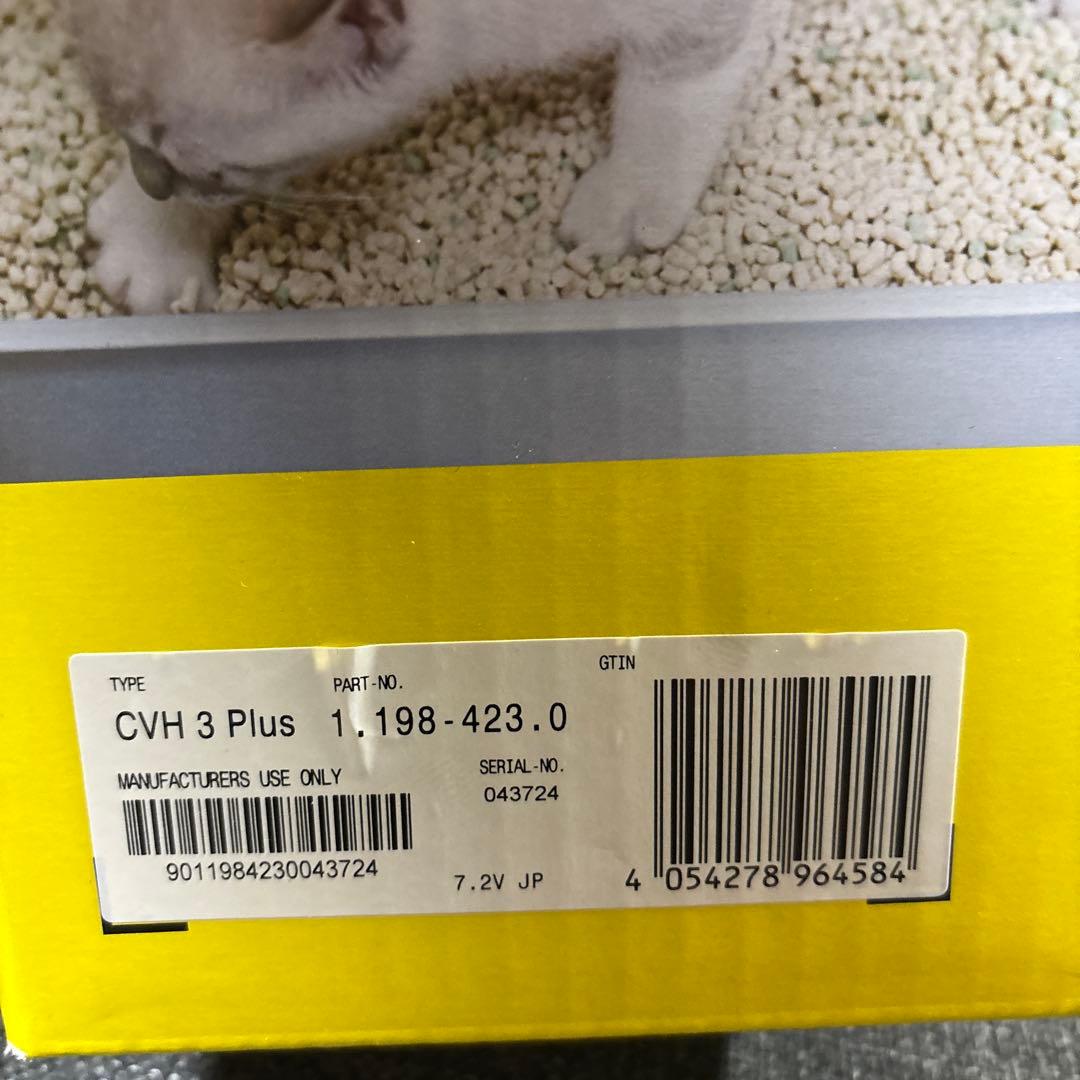 TYPE PART-NO. GTIN
CVH 3 Plus 1.198-423.0
MANUFACTURERS USE ONLY SERIAL-NO.
043724
9011984230043724 7.2V JP 4 054278 964584